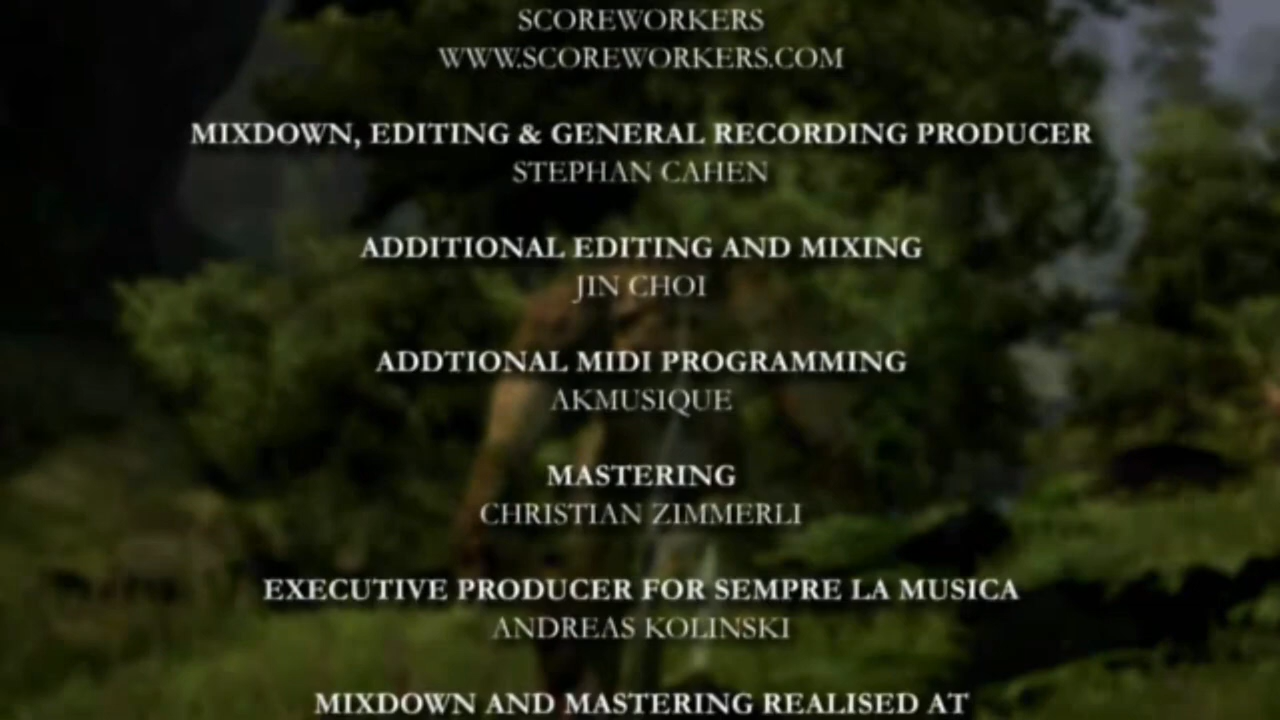 SCOREWORKERS
WWW.SCOREWORKERS.COM
MIXDOWN, EDITING & GENERAL RECORDING PRODUCER
STEPHAN CAHEN
ADDITIONAL EDITING AND MIXING
JIN CHOI
ADDTIONAL MIDI PROGRAMMING
AKMUSIQUE
MASTERING
CHRISTIAN ZIMMERLI
EXECUTIVE PRODUCER FOR SEMPRE LA MUSICA
ANDREAS KOLINSKI
MIXDOWN AND MASTERING REALISED AT